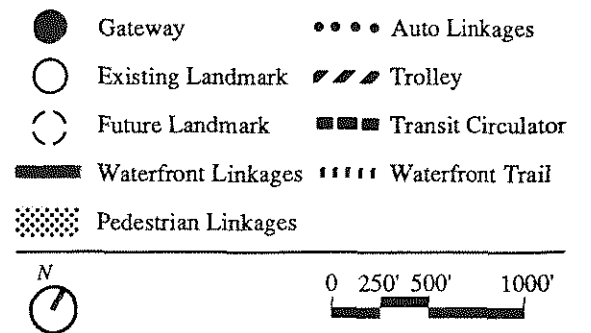 Gateway
Auto Linkages
Existing Landmark
Trolley
Future Landmark
Transit Circulator
Waterfront Linkages
Waterfront Trail
Pedestrian Linkages
N
0 250' 500' 1000'